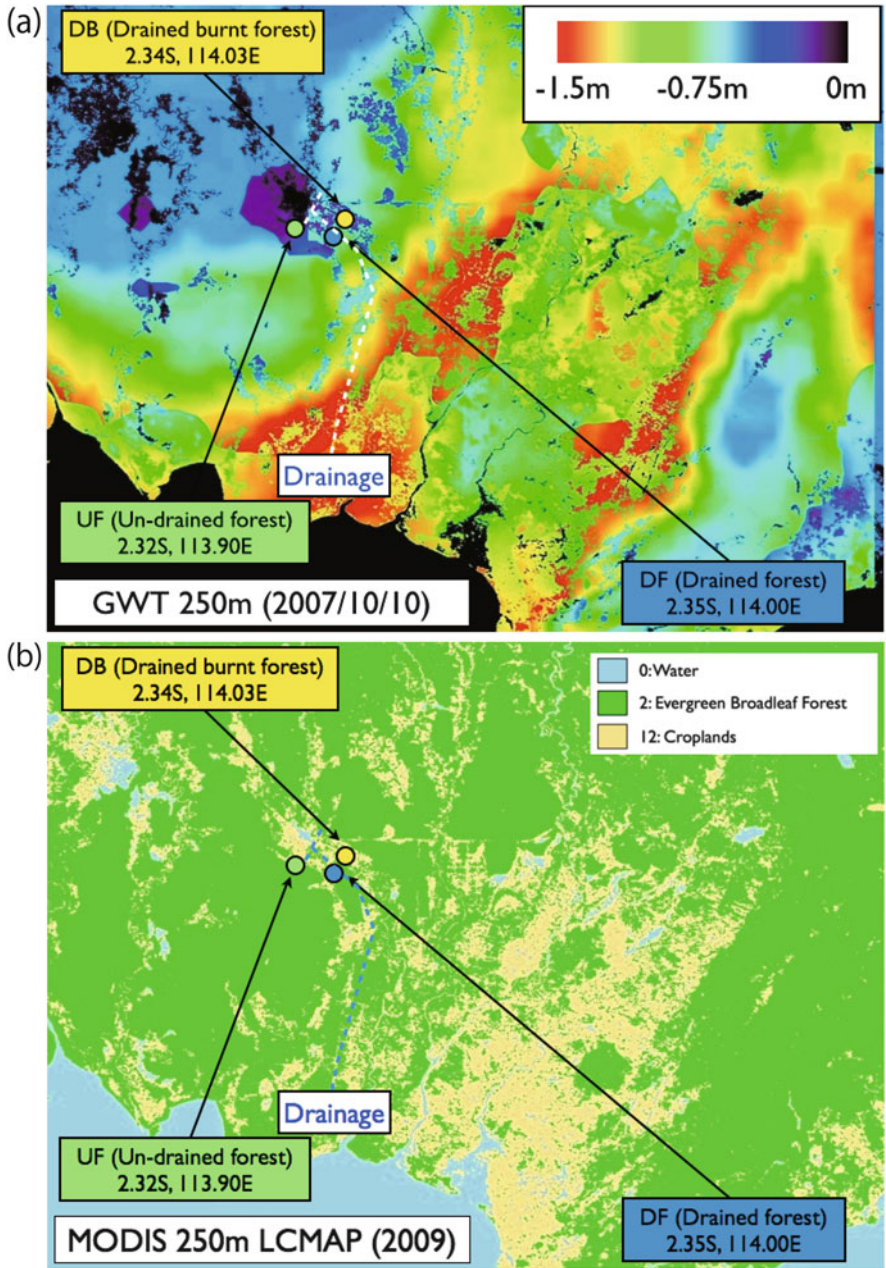 (a)
DB (Drained burnt forest)
2.34S, 114.03E
-1.5m -0.75m 0m
Drainage
UF (Un-drained forest)
2.32S, 113.90E
DF (Drained forest)
2.35S, 114.00E
GWT 250m (2007/10/10)
(b)
DB (Drained burnt forest)
2.34S, 114.03E
0: Water
2: Evergreen Broadleaf Forest
12: Croplands
Drainage
UF (Un-drained forest)
2.32S, 113.90E
DF (Drained forest)
2.35S, 114.00E
MODIS 250m LCMAP (2009)